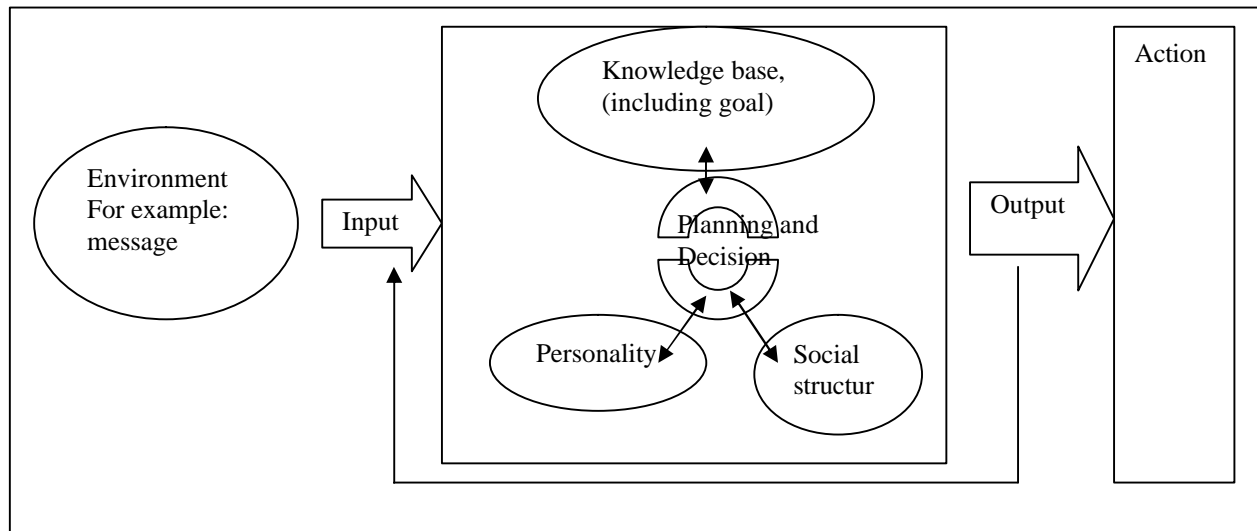 Environment
For example:
message
Input
Knowledge base,
(including goal)
Planning and
Decision
Personality
Social
structur
Output
Action